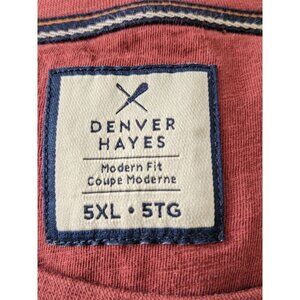 DENVER
HAYES
Modern Fit
Coupe Moderne
5XL • 5TG